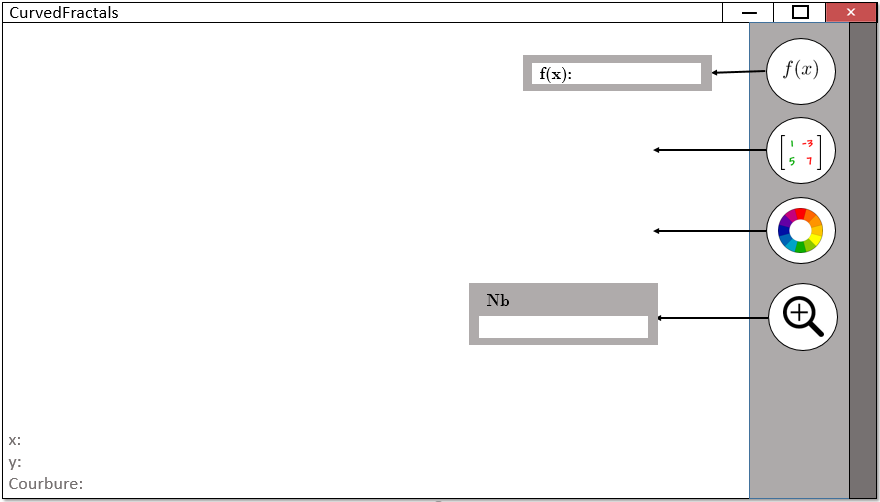 CurvedFractals
f(x):
f(x)
1 -3
5 7
Nb
x:
y:
Courbure: